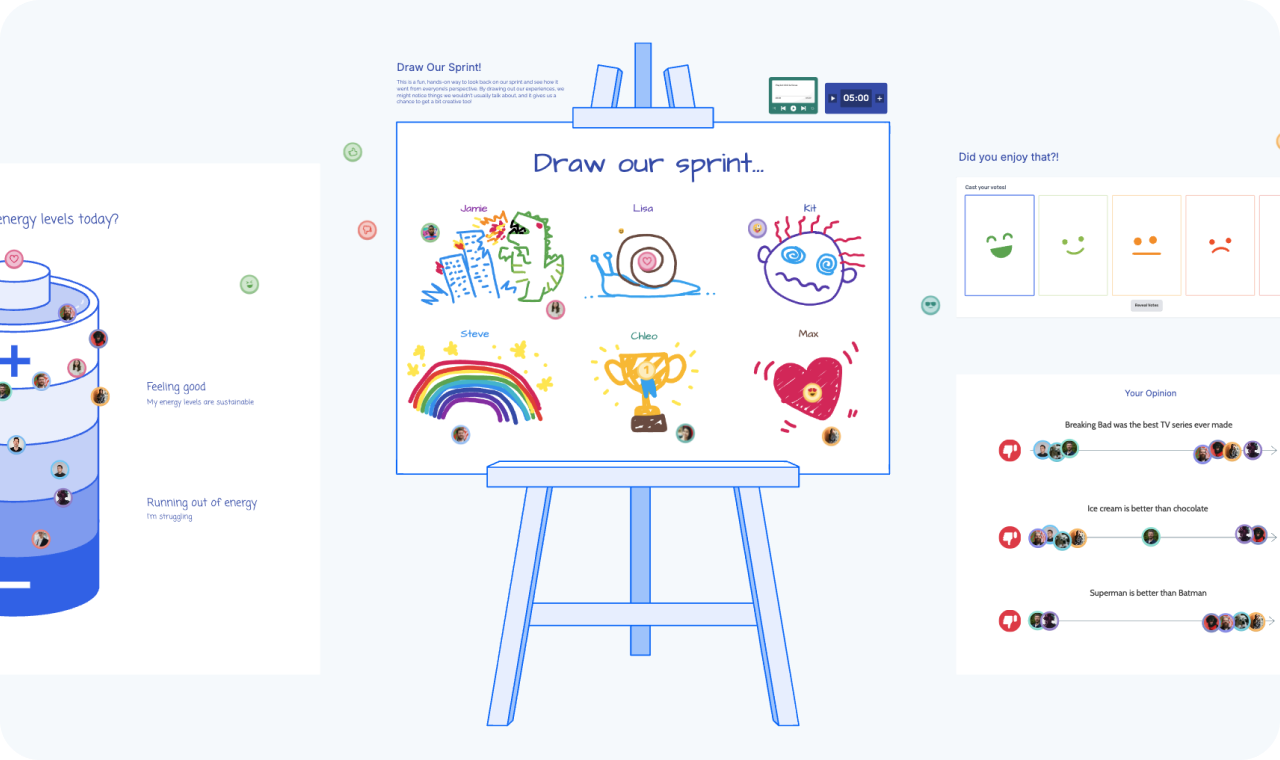 energy levels today?
Feeling good
My energy levels are sustainable
Running out of energy
I'm struggling
Draw Our Sprint!
This is a fun, hands-on way to look back on our sprint and see how it
went from everyone's perspective. By drawing out our experiences, we
might notice things we wouldn't usually talk about, and it gives us a
chance to get a bit creative too!
05:00
Draw our sprint...
Jamie
Lisa
Kit
Steve
Chleo
Max
1
Did you enjoy that?!
Cast your votes!
Reveal Votes
Your Opinion
Breaking Bad was the best TV series ever made
Ice cream is better than chocolate
Superman is better than Batman